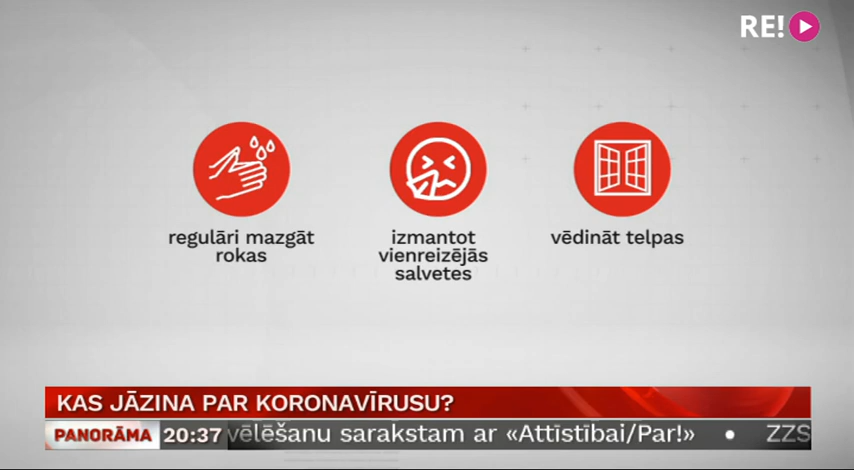 RE!
regulāri mazgāt
rokas
izmantot
vienreizējās
salvetes
vēdināt telpas
KAS JĀZINA PAR KORONAVĪRUSU?
PANORĀMA 20:37 vēlēšanu sarakstam ar «Attīstībai/Par!» • ZZS